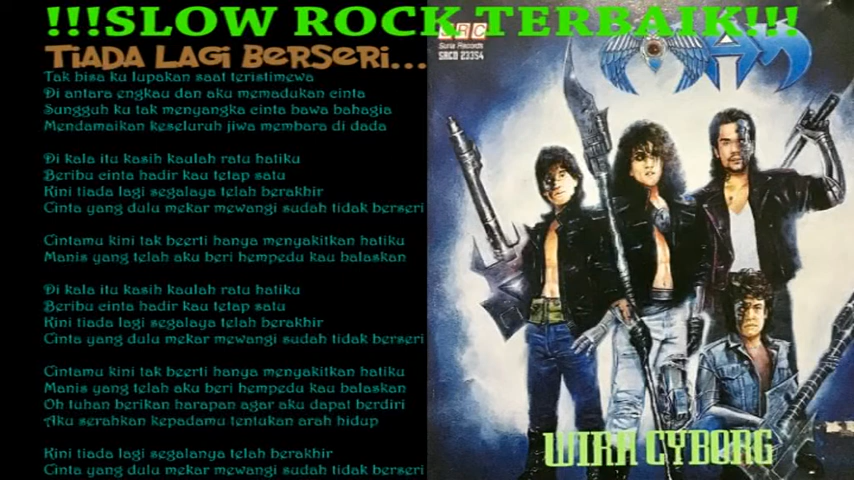 !!!SLOW ROCK TERBAIK!!!
TIADA LAGI BERSERI...
Tak bisa ku lupakan saat teristimewa
Di antara engkau dan aku memadukan cinta
Sungguh ku tak menyangka cinta bawa bahagia
Mendamaikan keseluruh jiwa membara di dada
Di kala itu kasih kaulah ratu hatiku
Beribu cinta hadir kau tetap satu
Kini tiada lagi segalaya telah berakhir
Cinta yang dulu mekar mewangi sudah tidak berseri
Cintamu kini tak beerti hanya menyakitkan hatiku
Manis yang telah aku beri hempedu kau balaskan
Di kala itu kasih kaulah ratu hatiku
Beribu cinta hadir kau tetap satu
Kini tiada lagi segalaya telah berakhir
Cinta yang dulu mekar mewangi sudah tidak berseri
Cintamu kini tak beerti hanya menyakitkan hatiku
Manis yang telah aku beri hempedu kau balaskan
Oh tuhan berikan harapan agar aku dapat berdiri
Aku serahkan kepadamu tentukan arah hidup
Kini tiada lagi segalanya telah berakhir
Cinta yang dulu mekar mewangi sudah tidak berseri
SRC
Suria Records
SRCD 23354
WIRA CYBORG